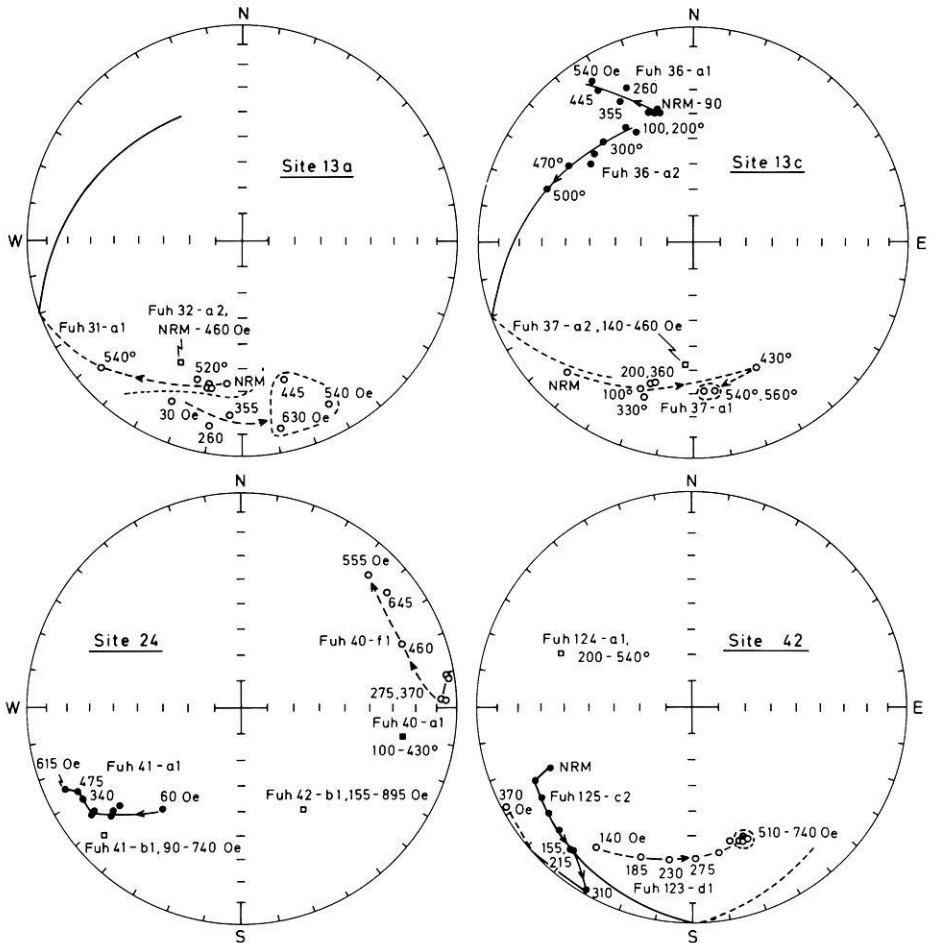 N
Site 13a
W
Fuh 32-a2,
NRM-460 Oe
Fuh 31-a1
540°
520°
NRM
30 Oe
260
355
445
540 Oe
630 Oe
N
540 Oe
Fuh 36-a1
260
445
355
NRM-90
100,200°
300°
470°
Fuh 36-a2
500°
Site 13c
E
Fuh 37-a2, 140-460 Oe
NRM
200,360
430°
100°
330°
Fuh 37-a1
540°, 560°
N
555 Oe
645
Site 24
Fuh 40-f1
460
W
275,370
Fuh 40-a1
100-430°
615 Oe
475
Fuh 41-a1
340
60 Oe
Fuh 42-b1, 155-895 Oe
Fuh 41-b1, 90-740 Oe
S
N
Fuh 124-a1,
200-540°
Site 42
E
NRM
370
Oe
Fuh 125-c2
140 Oe
510-740 Oe
155,
215
185
230
275
310
Fuh 123-d1
S